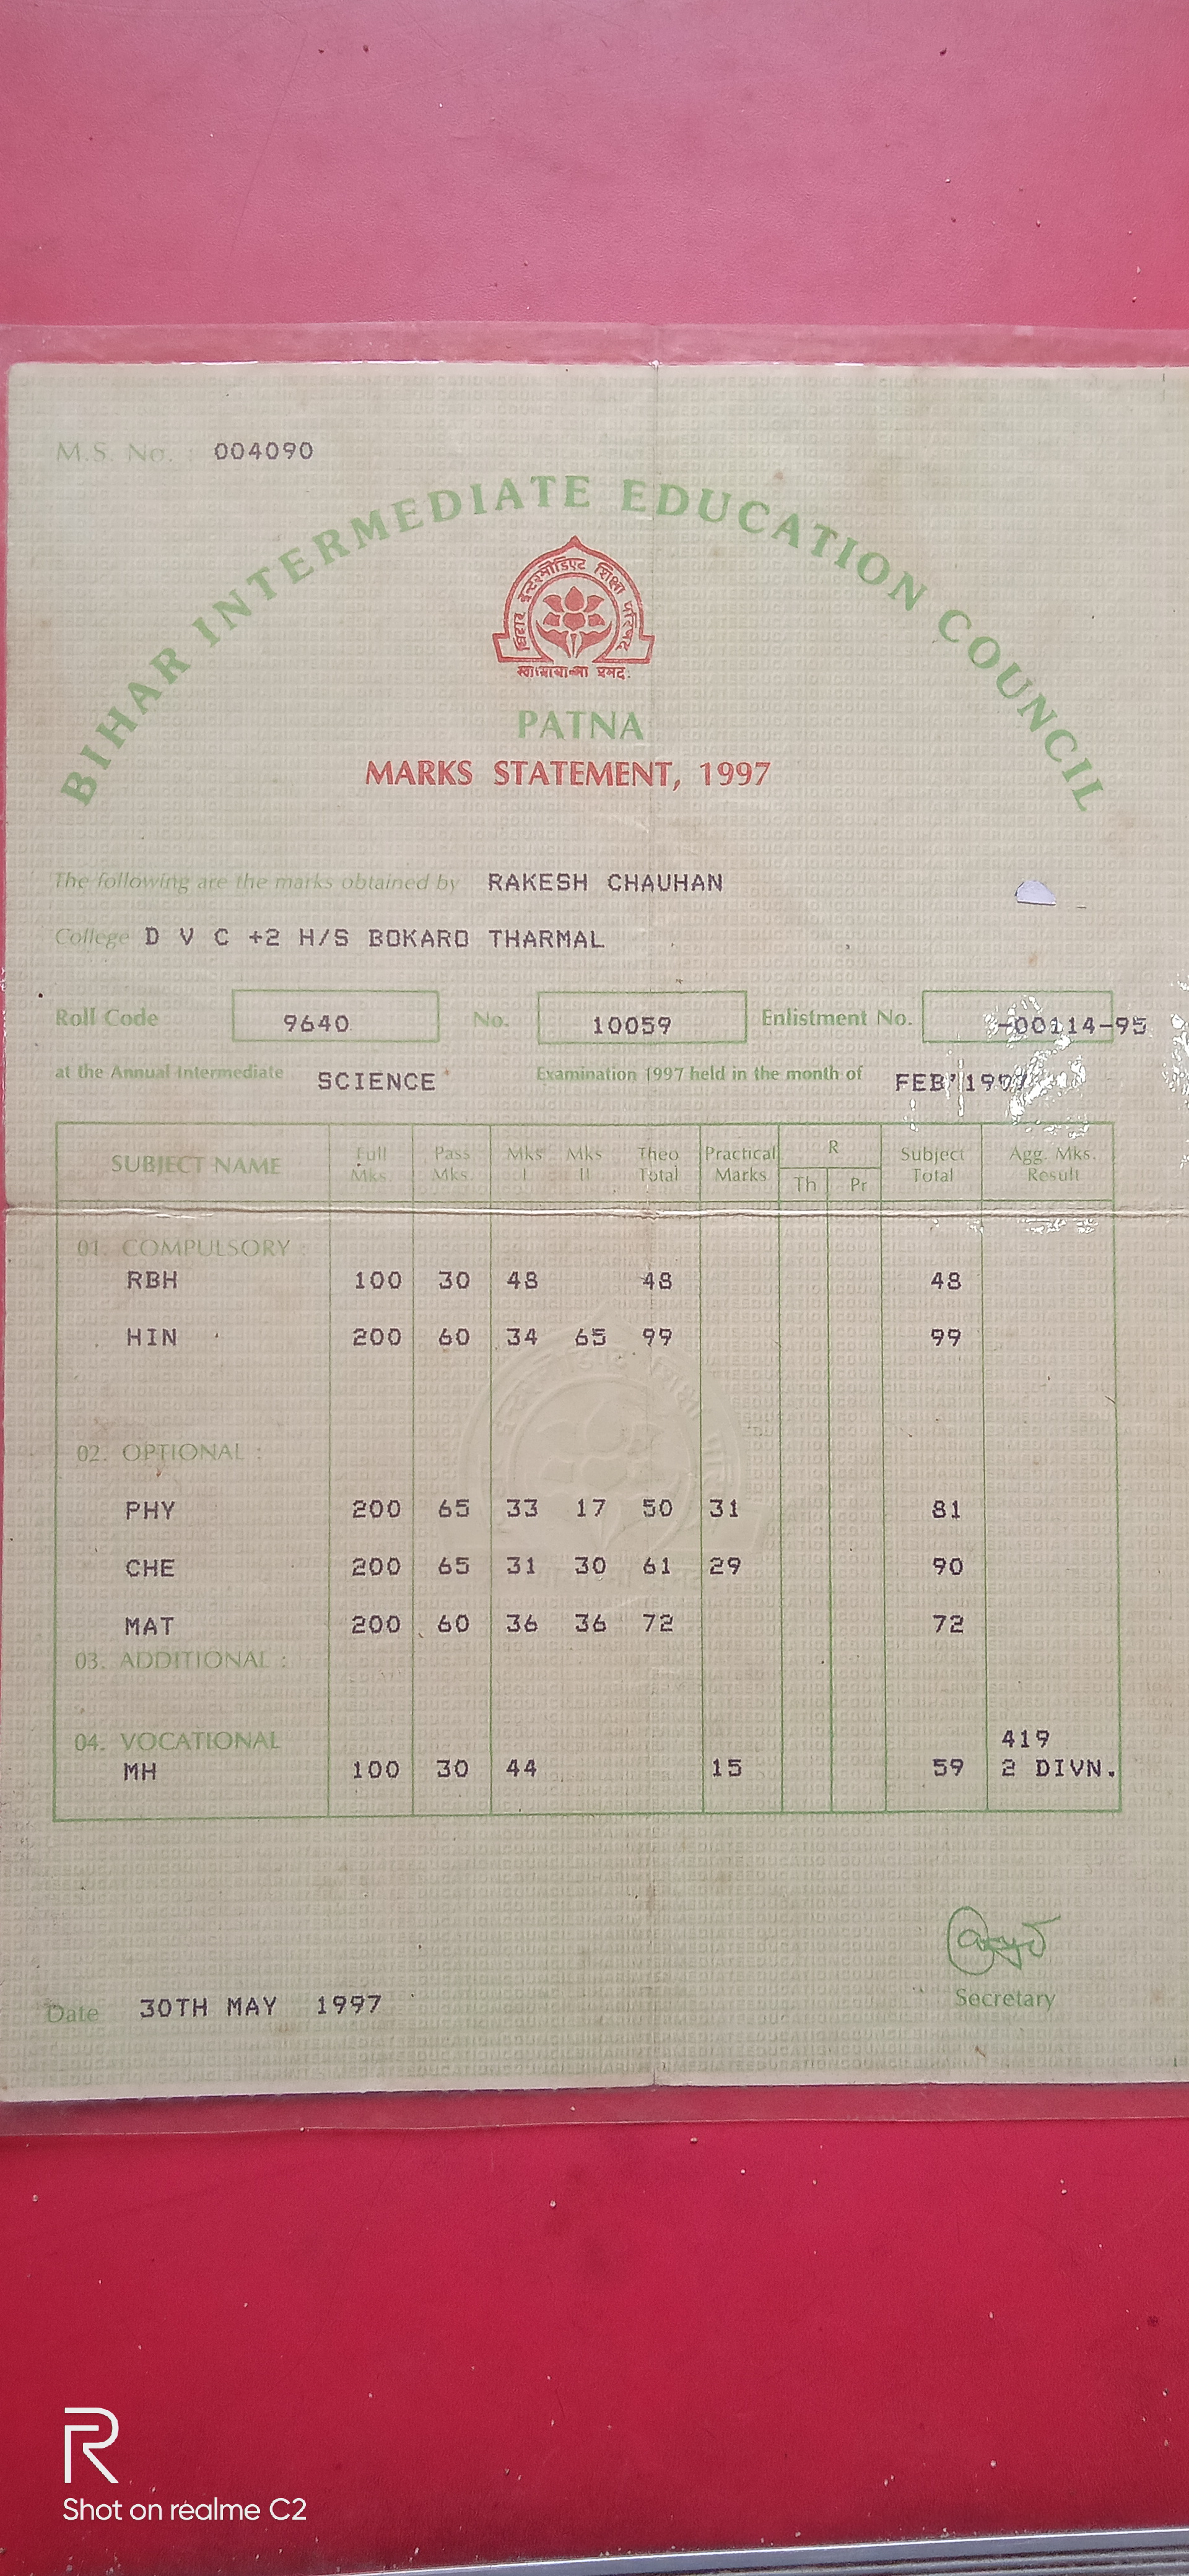 M.S. No. : 004090
BIHAR INTERMEDIATE EDUCATION COUNCIL
बिहार इन्टरमीडिएट शिक्षा परिषद
PATNA
MARKS STATEMENT, 1997
The following are the marks obtained by RAKESH CHAUHAN
College D V C +2 H/S BOKARO THARMAL
Roll Code 9640 No. 10059 Enlistment No. -00114-95
at the Annual Intermediate SCIENCE Examination 1997 held in the month of FEB'1997
SUBJECT NAME Full Mks. Pass Mks. Mks I Mks II Theo Total Practical Marks R Th Pr Subject Total Agg. Mks. Result
01. COMPULSORY :
RBH 100 30 48 48 48
HIN 200 60 34 65 99 99
02. OPTIONAL :
PHY 200 65 33 17 50 31 81
CHE 200 65 31 30 61 29 90
MAT 200 60 36 36 72 72
03. ADDITIONAL :
04. VOCATIONAL 419
MH 100 30 44 15 59 2 DIVN.
Secretary
Date 30TH MAY 1997
R
Shot on realme C2